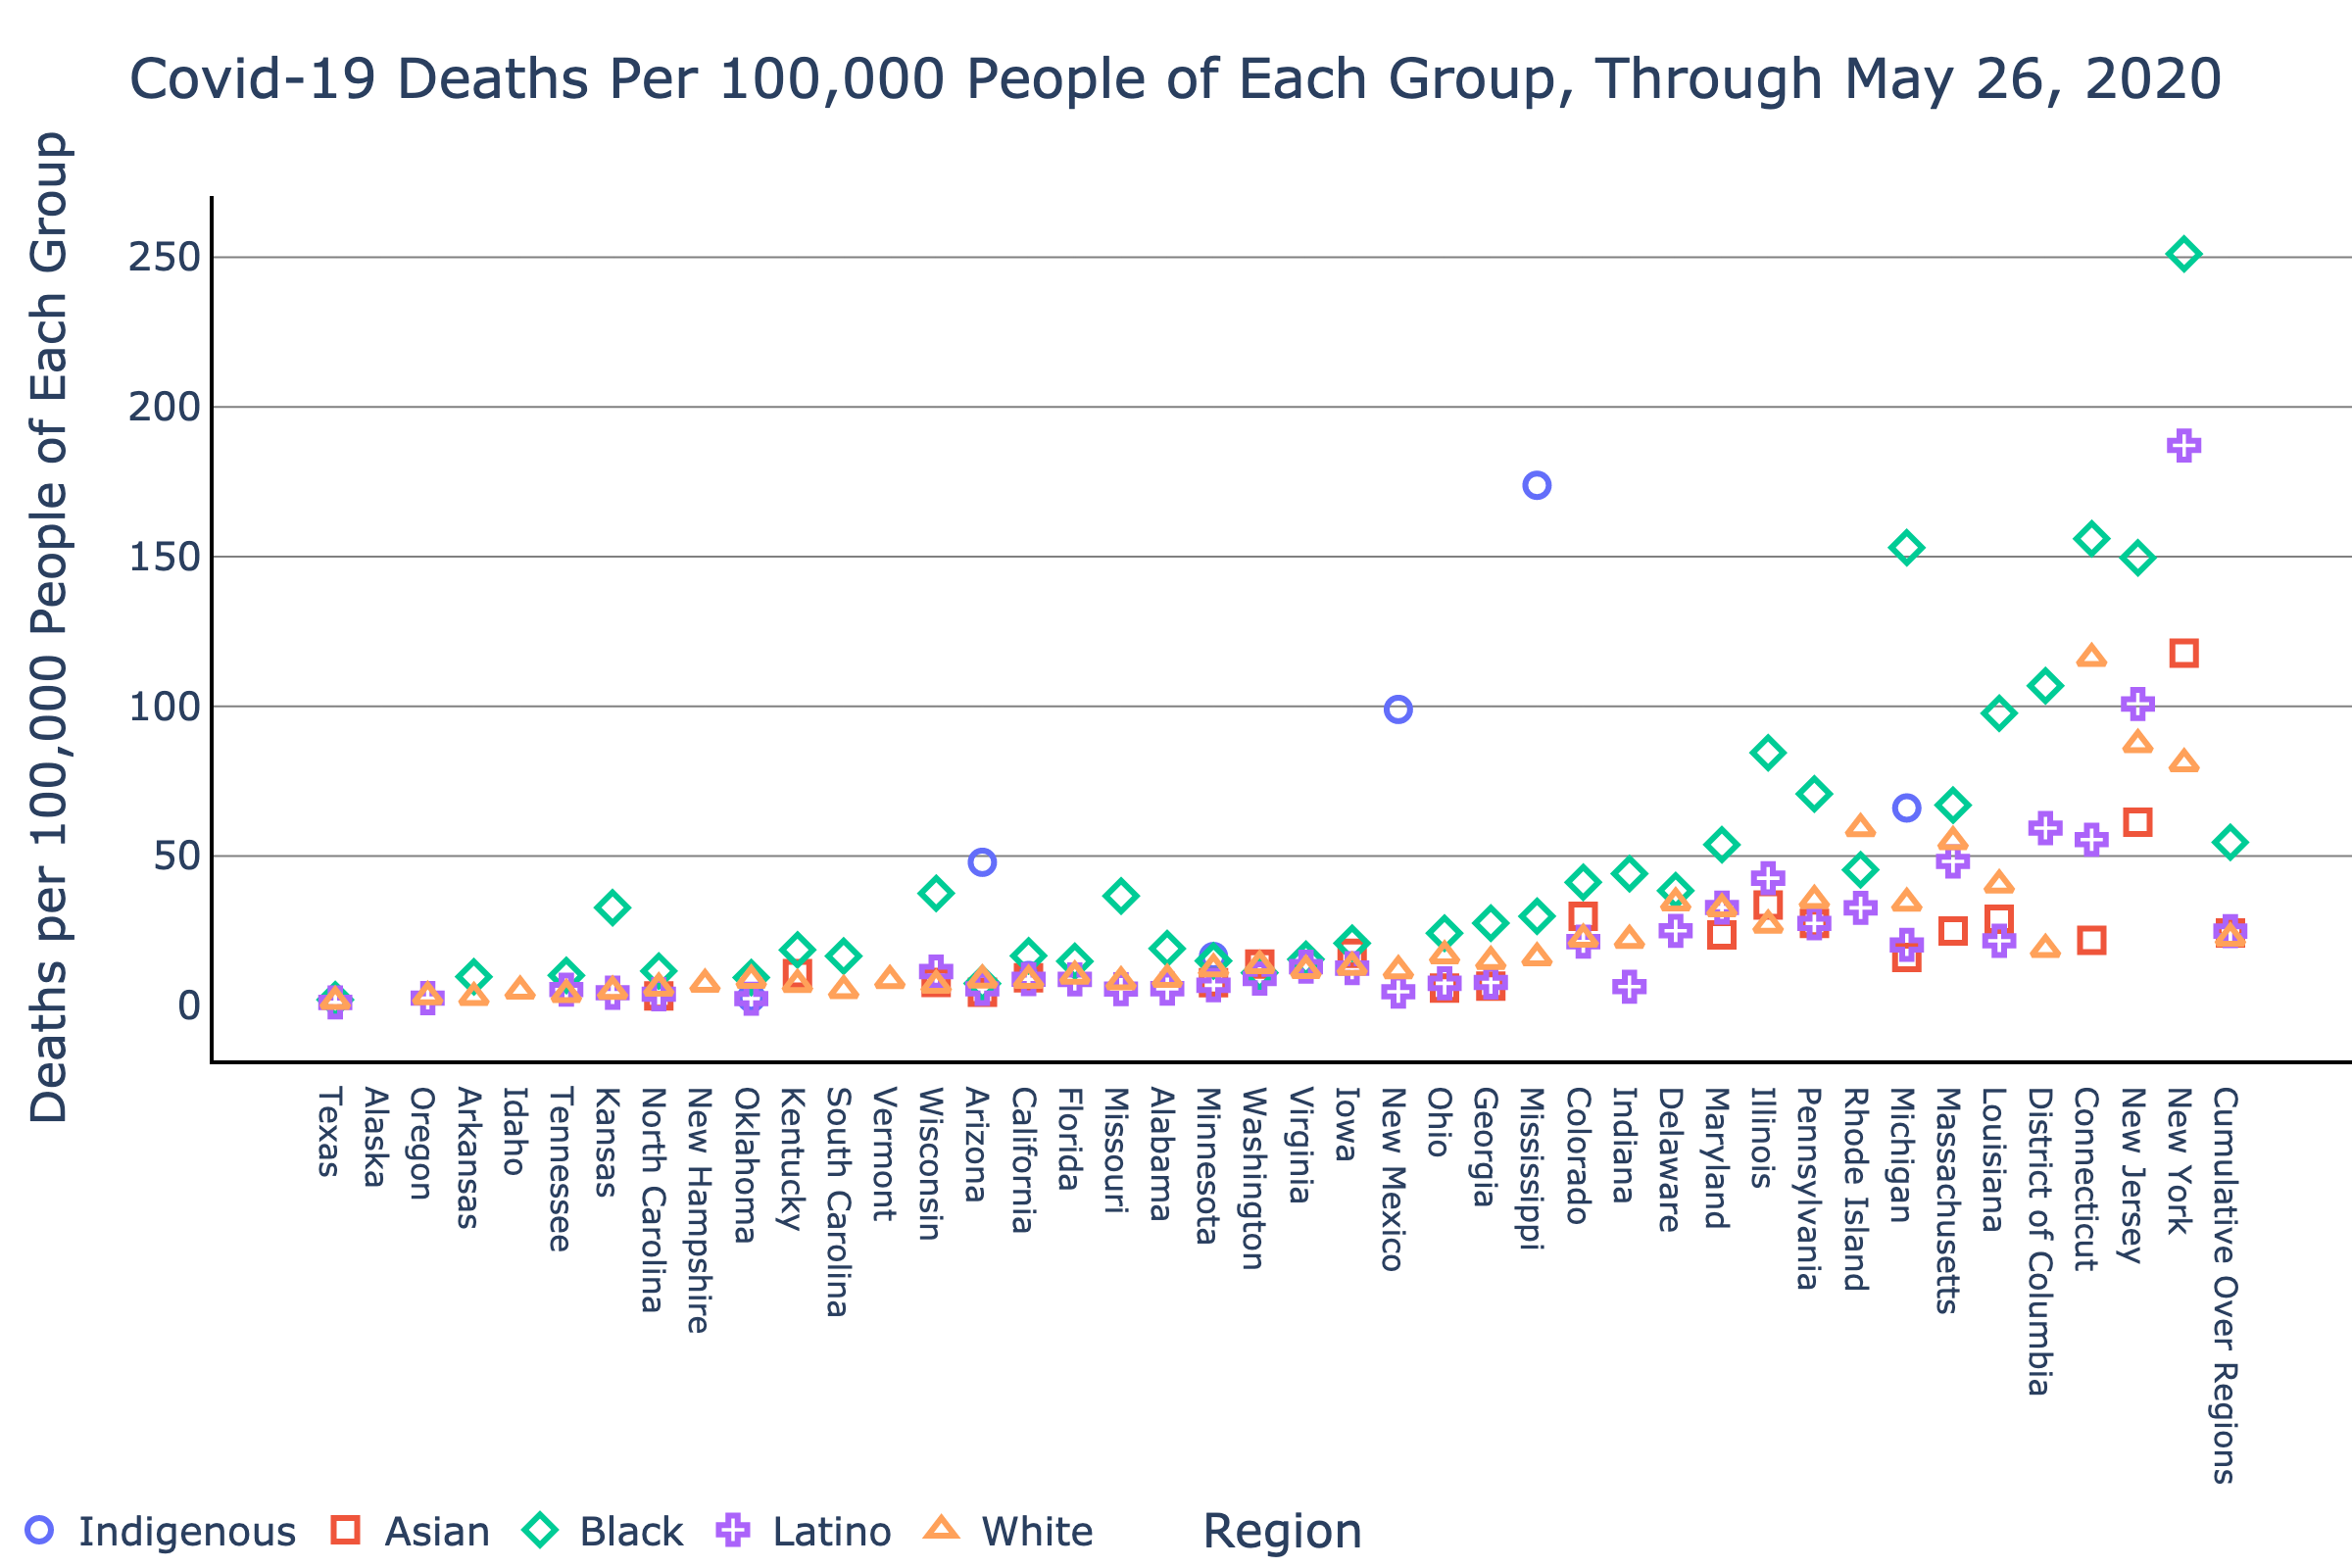 Covid-19 Deaths Per 100,000 People of Each Group, Through May 26, 2020
Deaths per 100,000 People of Each Group
250
200
150
100
50
0
Texas
Alaska
Oregon
Arkansas
Idaho
Tennessee
Kansas
North Carolina
New Hampshire
Oklahoma
Kentucky
South Carolina
Vermont
Wisconsin
Arizona
California
Florida
Missouri
Alabama
Minnesota
Washington
Virginia
Iowa
New Mexico
Ohio
Georgia
Mississippi
Colorado
Indiana
Delaware
Maryland
Illinois
Pennsylvania
Rhode Island
Michigan
Massachusetts
Louisiana
District of Columbia
Connecticut
New Jersey
New York
Cumulative Over Regions
Indigenous
Asian
Black
Latino
White
Region